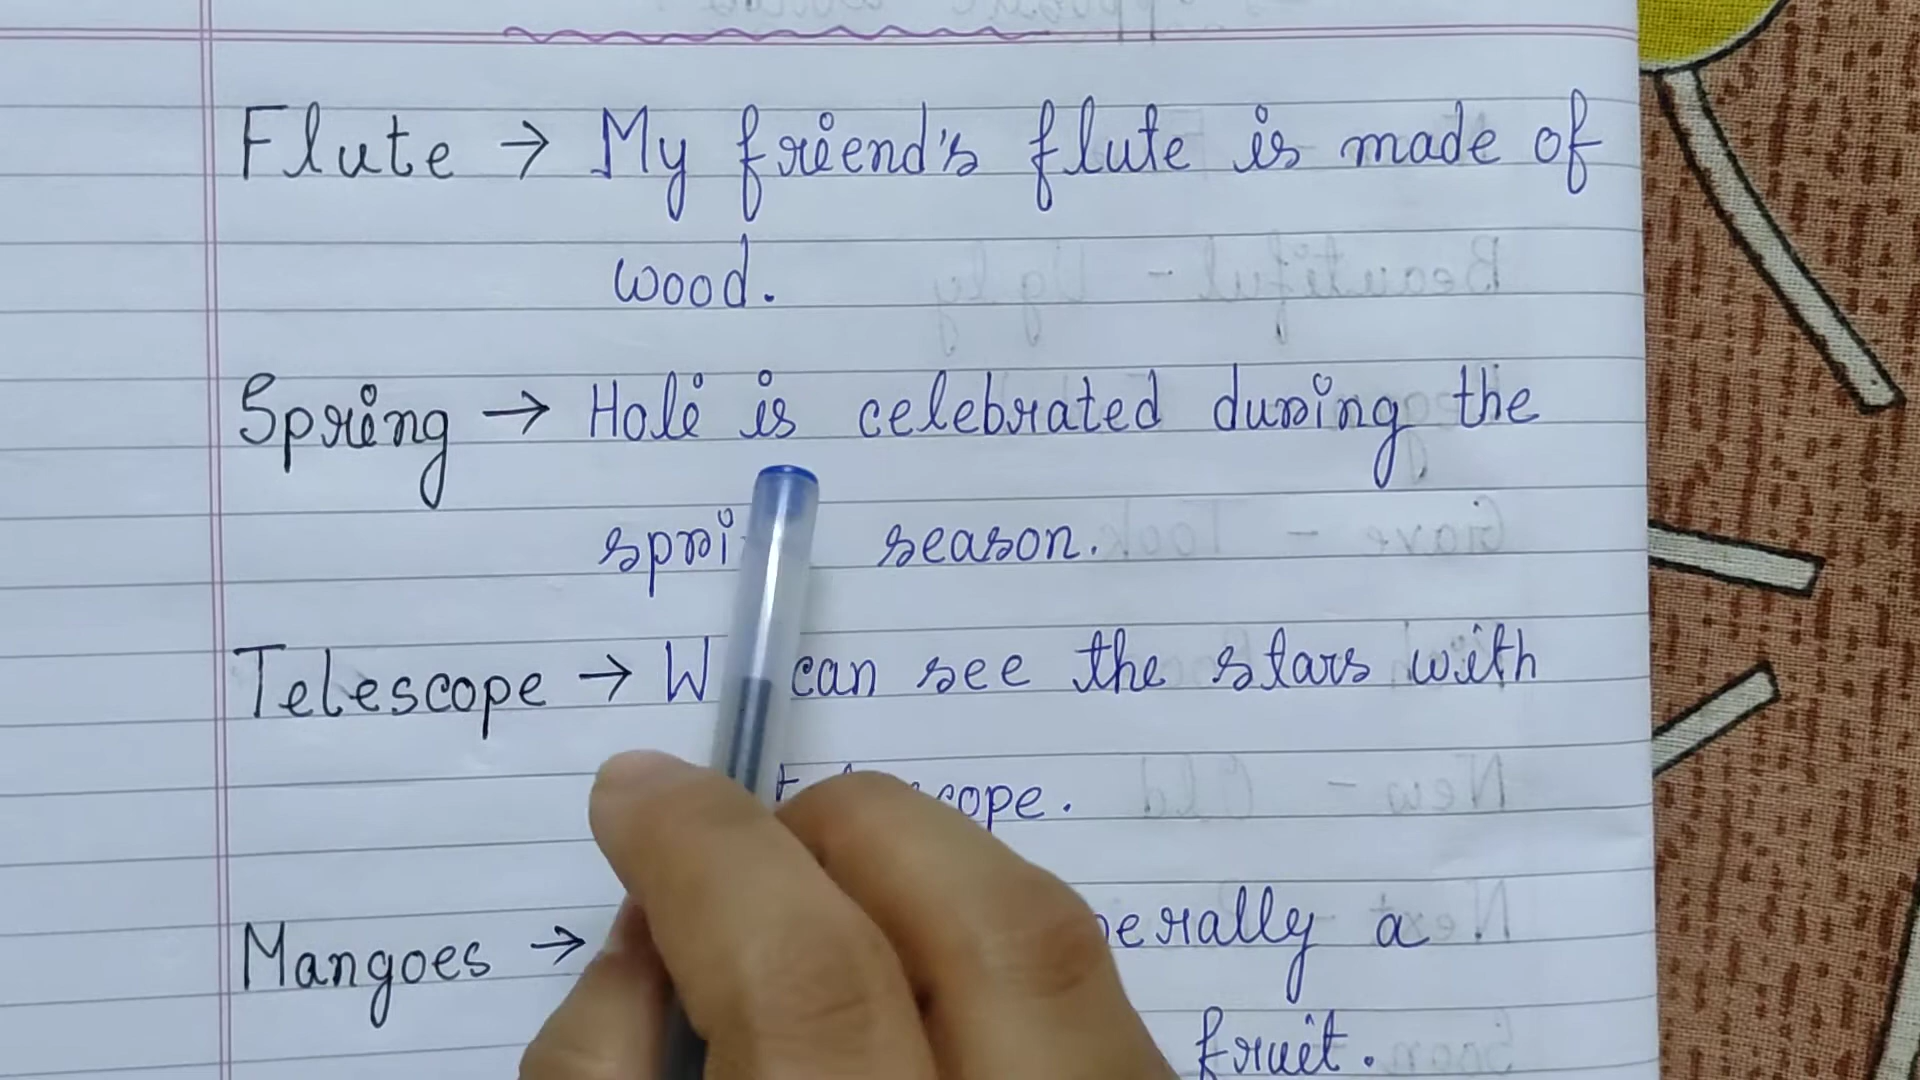 Flute → My friend's flute is made of
wood.
Spring → Holi is celebrated during the
season.
Telescope → can see the stars with
Mangoes → a
fruit.